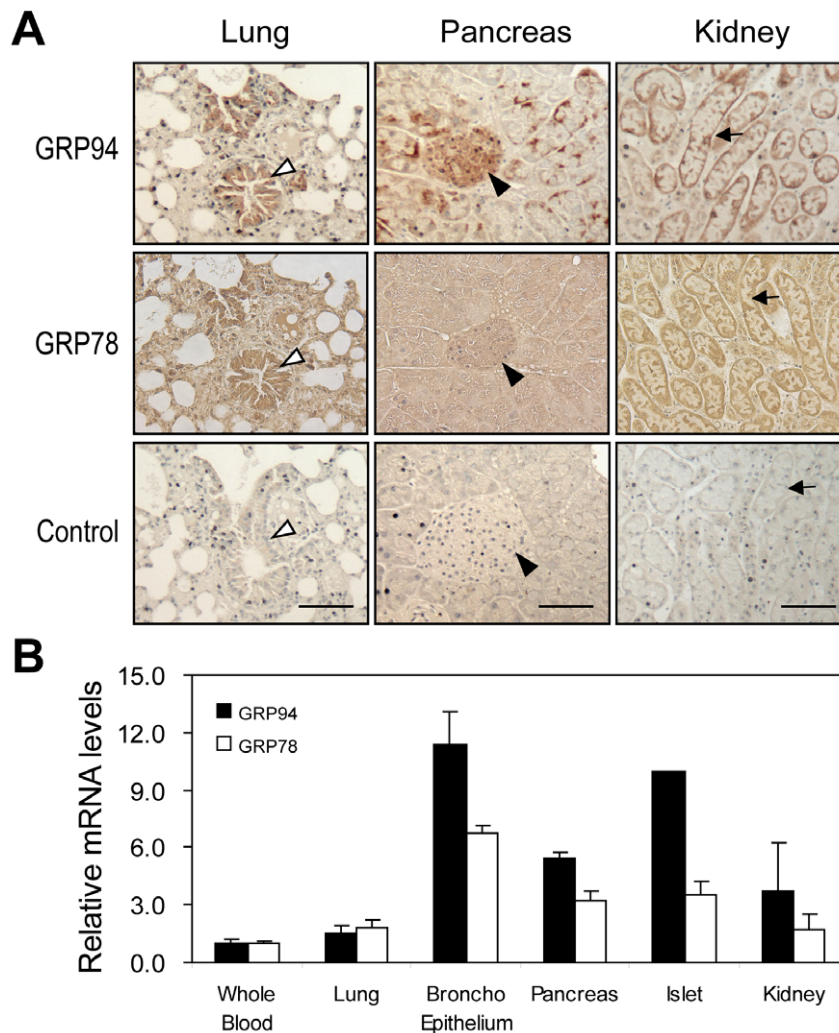 A
Lung Pancreas Kidney
GRP94
GRP78
Control
B
Relative mRNA levels
15.0
12.0
9.0
6.0
3.0
0.0
GRP94
GRP78
Whole Blood
Lung
Broncho Epithelium
Pancreas
Islet
Kidney